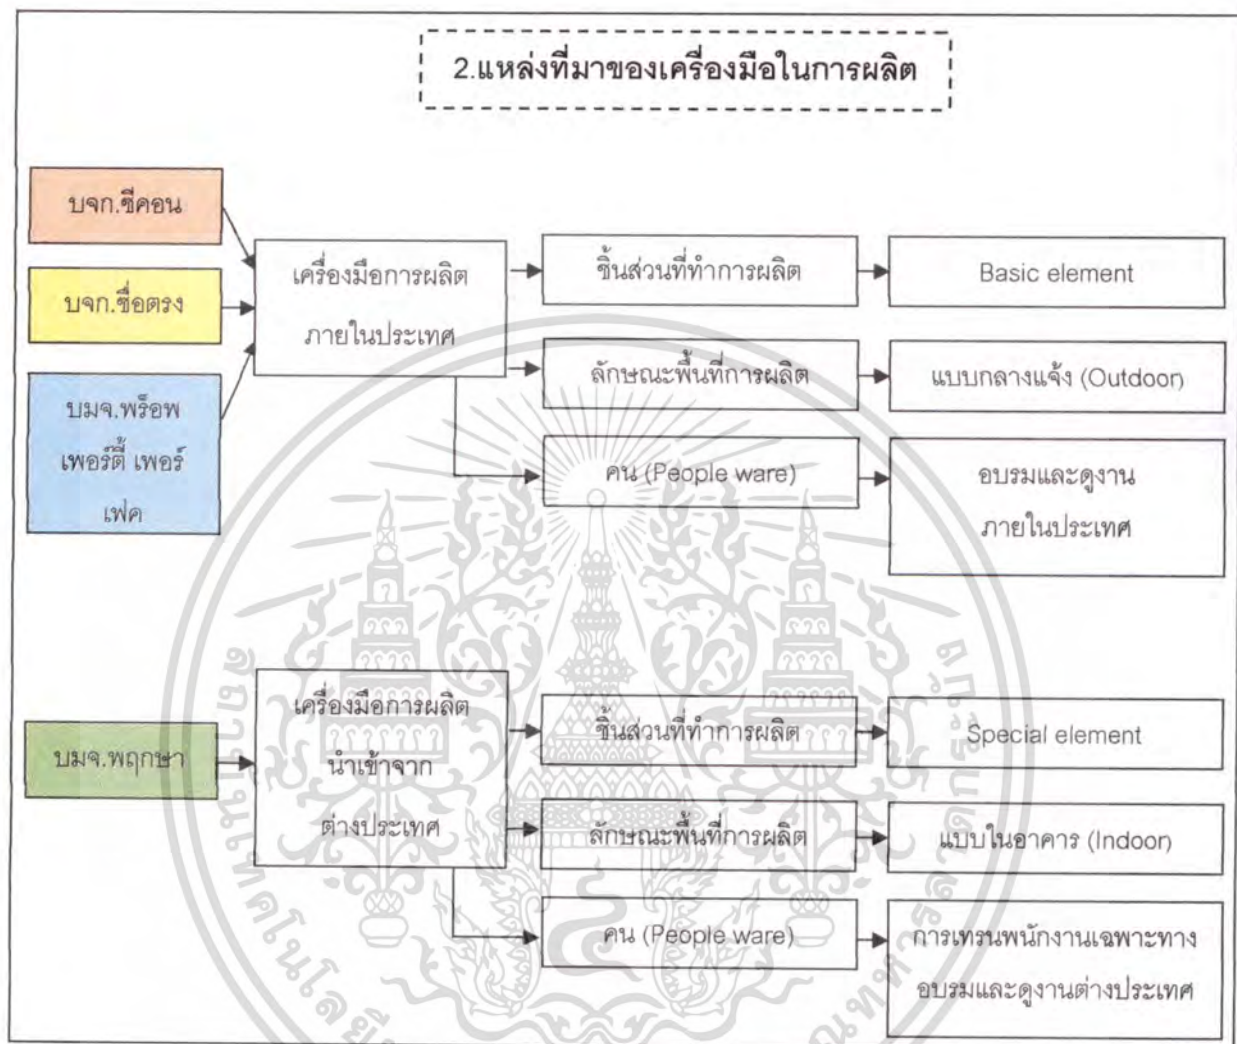 2.แหล่งที่มาของเครื่องมือในการผลิต
บจก.ซีคอน
บจก.ซื่อตรง
บมจ.พร็อพ
เพอร์ตี้ เพอร์
เฟค
เครื่องมือการผลิต
ภายในประเทศ
ชิ้นส่วนที่ทำการผลิต
Basic element
ลักษณะพื้นที่การผลิต
แบบกลางแจ้ง (Outdoor)
คน (People ware)
อบรมและดูงาน
ภายในประเทศ
บมจ.พฤกษา
เครื่องมือการผลิต
นำเข้าจาก
ต่างประเทศ
ชิ้นส่วนที่ทำการผลิต
Special element
ลักษณะพื้นที่การผลิต
แบบในอาคาร (Indoor)
คน (People ware)
การเทรนพนักงานเฉพาะทาง
อบรมและดูงานต่างประเทศ